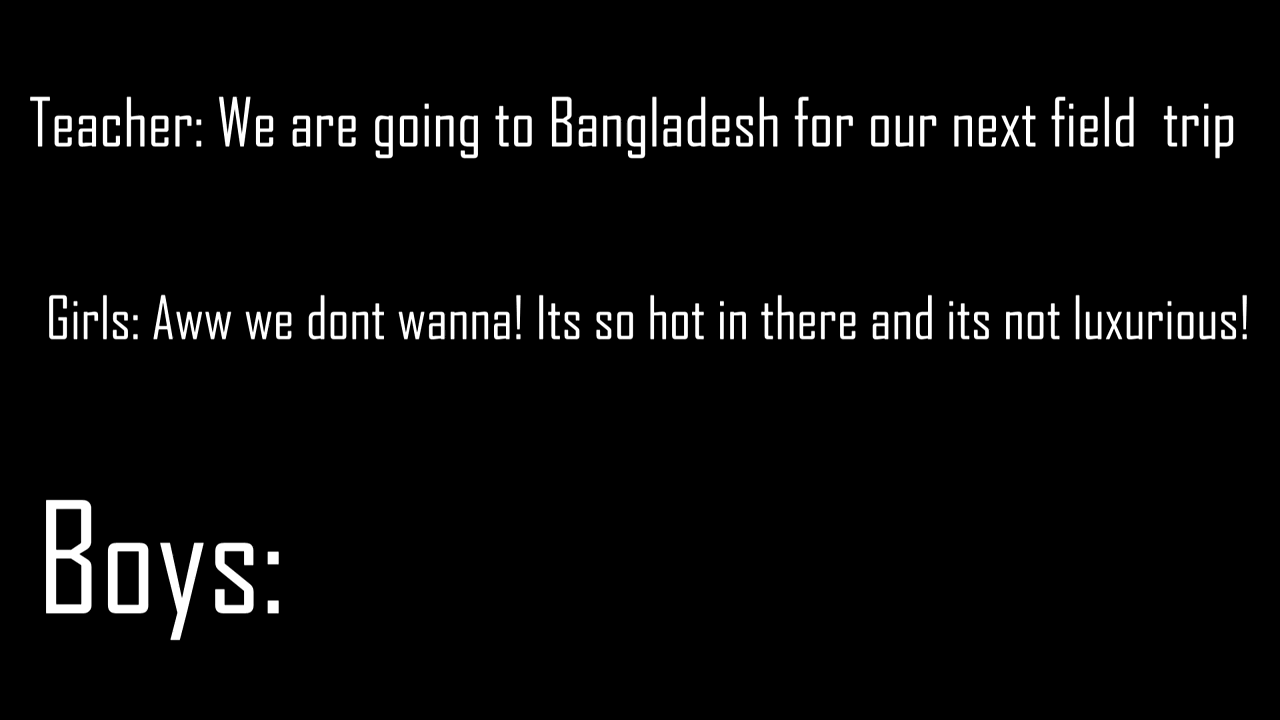 Teacher: We are going to Bangladesh for our next field  trip
Girls: Aww we dont wanna! Its so hot in there and its not luxurious!
Boys: